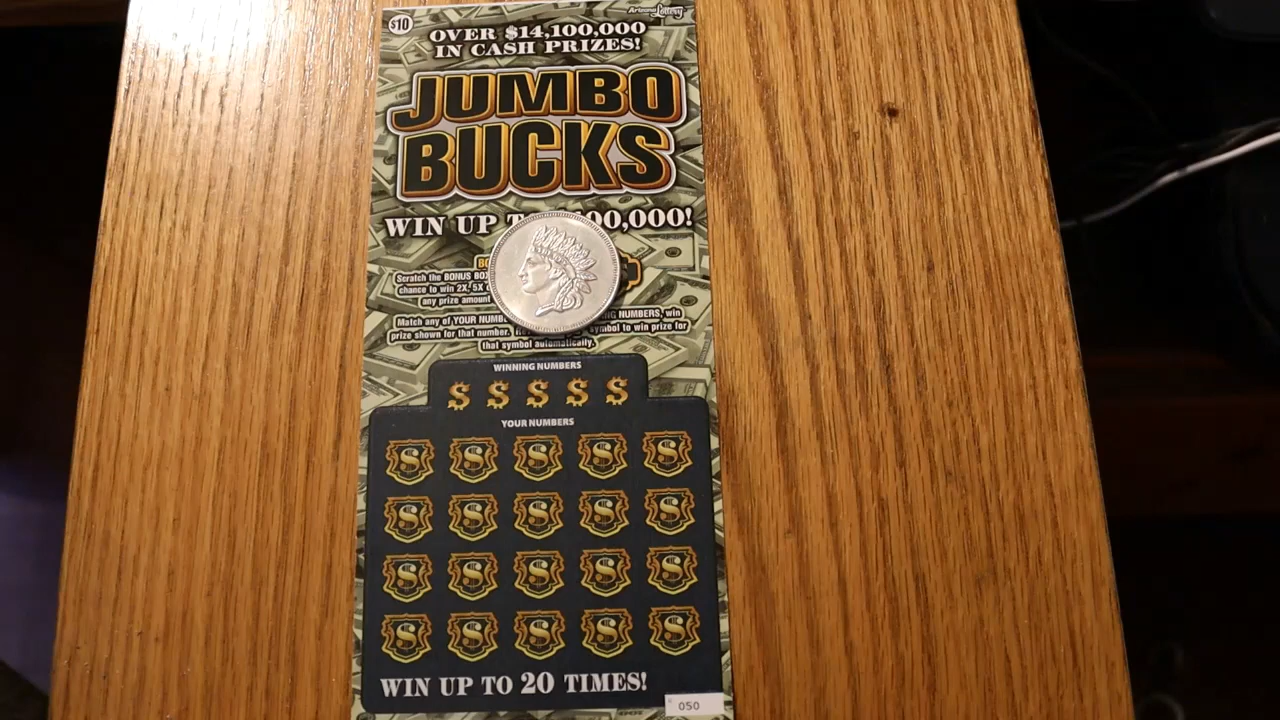 $10
Arizona Lottery
OVER $14,100,000
IN CASH PRIZES!
JUMBO
BUCKS
WIN UP 00,000!
Scratch the BONUS BOX
chance to win 2X, 5X
any prize amount
Match any of YOUR NUMBERS, win
prize shown for that number. symbol to win prize for
that symbol automatically.
WINNING NUMBERS
$ $ $ $ $
YOUR NUMBERS
$ $ $ $ $
$ $ $ $ $
$ $ $ $ $
$ $ $ $ $
WIN UP TO 20 TIMES!
050